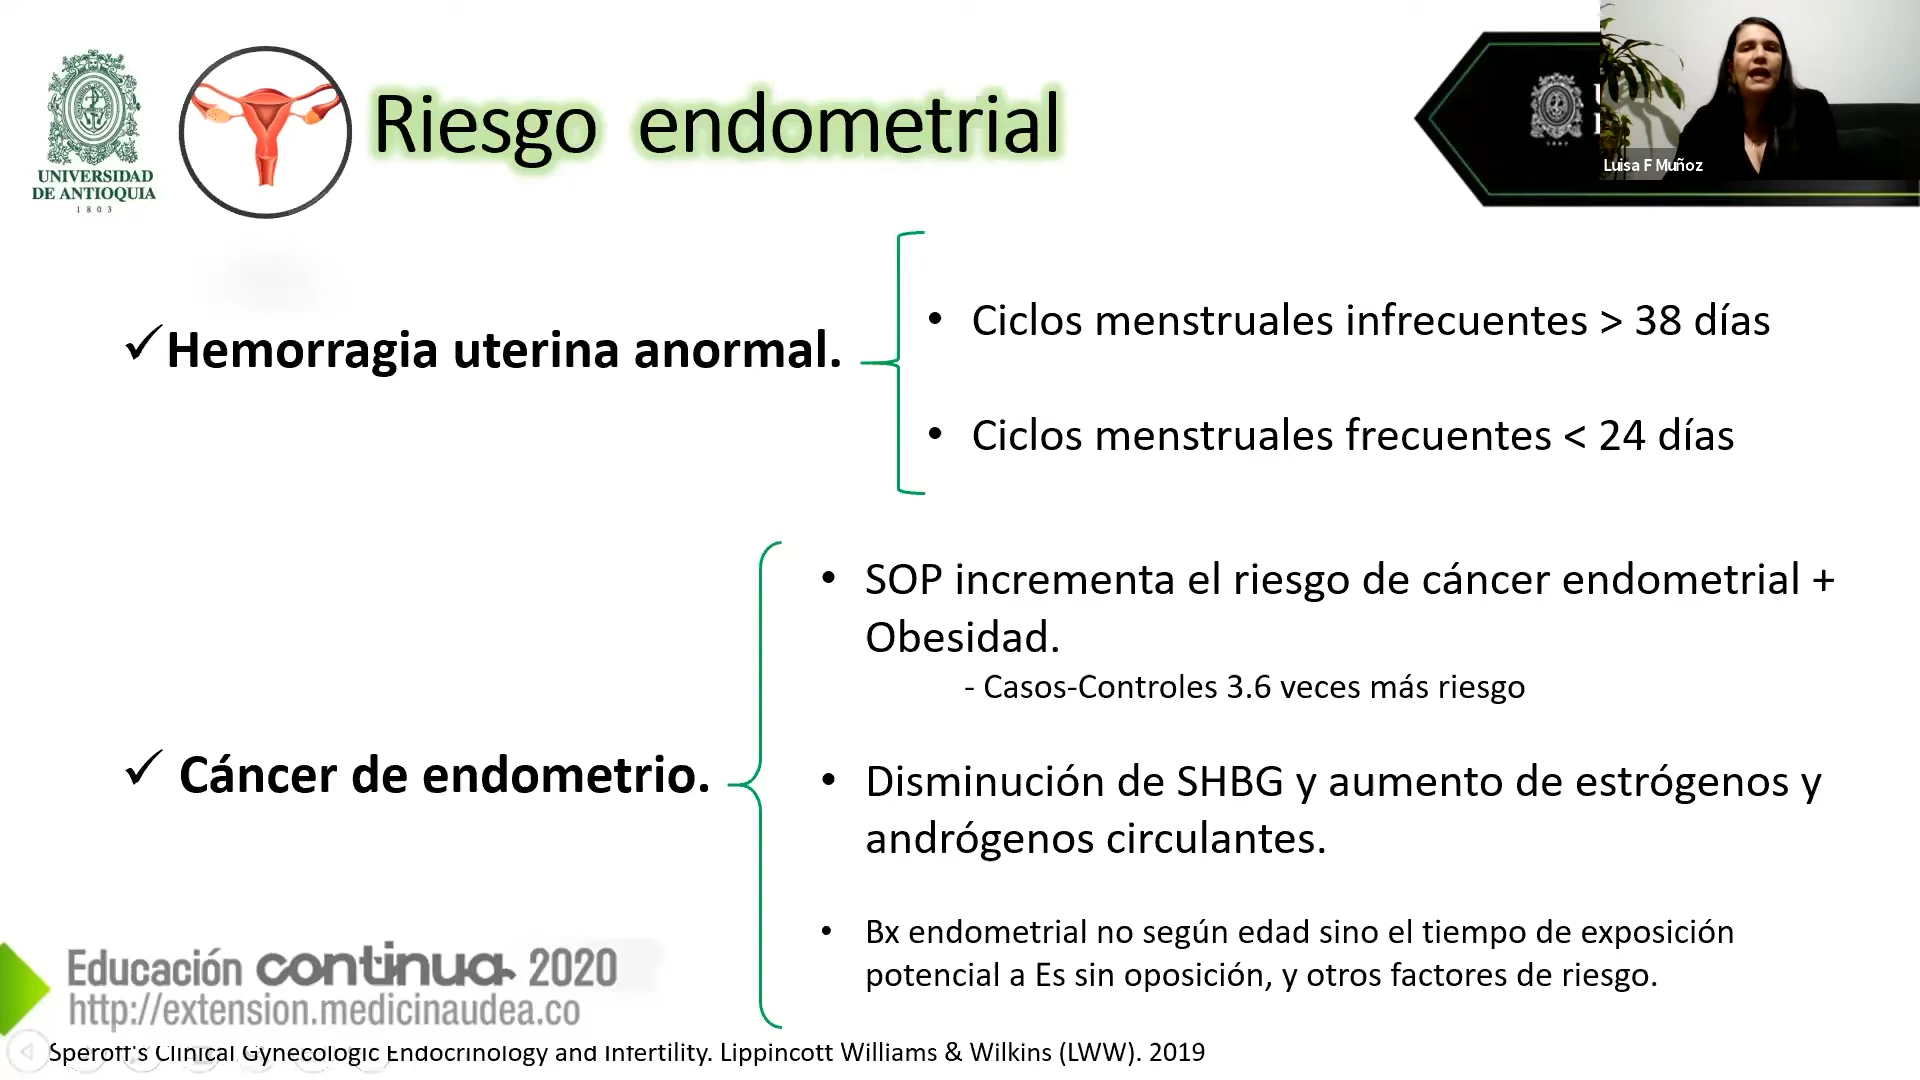 UNIVERSIDAD
DE ANTIOQUIA
1803
Riesgo endometrial
Luisa F Muñoz
✓Hemorragia uterina anormal.
• Ciclos menstruales infrecuentes > 38 días
• Ciclos menstruales frecuentes < 24 días
✓ Cáncer de endometrio.
• SOP incrementa el riesgo de cáncer endometrial +
Obesidad.
- Casos-Controles 3.6 veces más riesgo
• Disminución de SHBG y aumento de estrógenos y
andrógenos circulantes.
• Bx endometrial no según edad sino el tiempo de exposición
potencial a Es sin oposición, y otros factores de riesgo.
Educación continua 2020
http://extension.medicinaudea.co
Speroff's Clinical Gynecologic Endocrinology and Infertility. Lippincott Williams & Wilkins (LWW). 2019